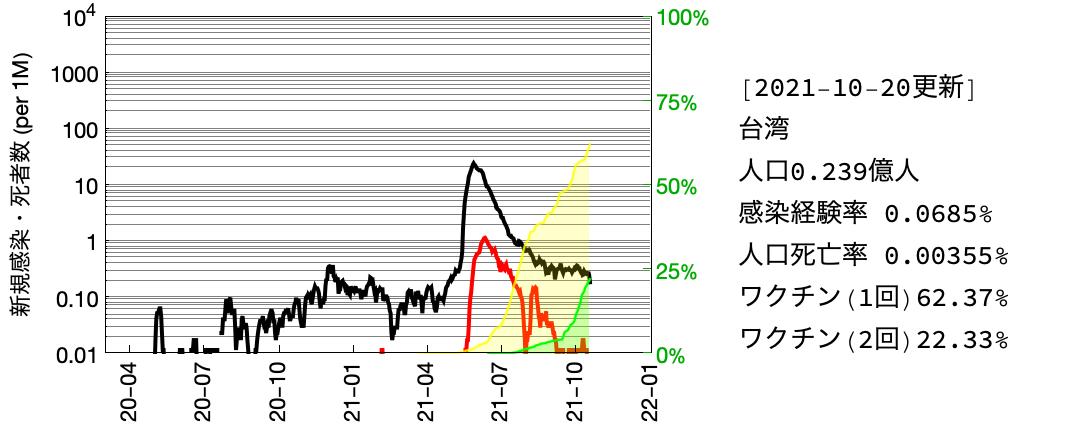 新規感染・死者数 (per 1M)
10^4
1000
100
10
1
0.10
0.01
100%
75%
50%
25%
0%
20-04
20-07
20-10
21-01
21-04
21-07
21-10
22-01
[2021-10-20更新]
台湾
人口0.239億人
感染経験率 0.0685%
人口死亡率 0.00355%
ワクチン(1回)62.37%
ワクチン(2回)22.33%